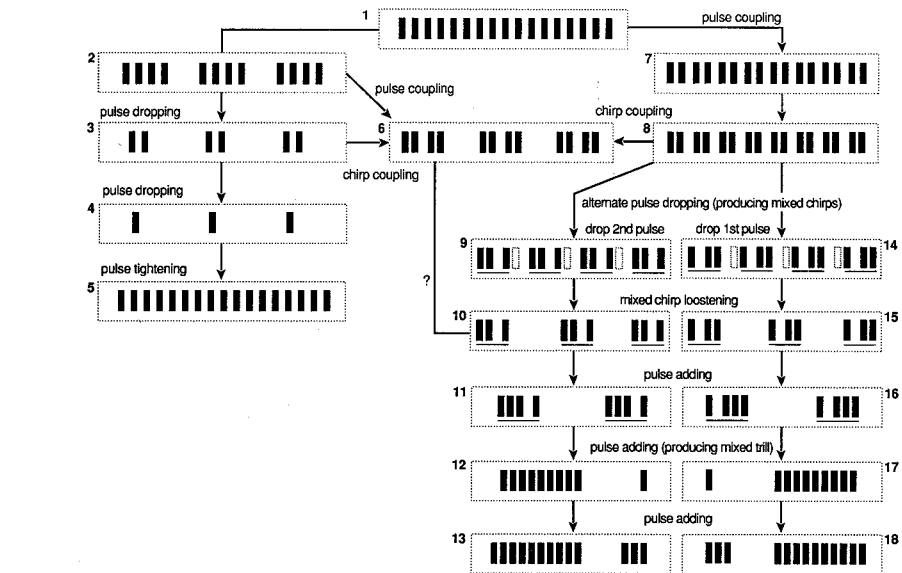 1
pulse coupling
2
7
pulse coupling
pulse dropping
chirp coupling
3
6
8
chirp coupling
pulse dropping
alternate pulse dropping (producing mixed chirps)
4
drop 2nd pulse
drop 1st pulse
9
14
pulse tightening
5
?
mixed chirp loostening
10
15
pulse adding
11
16
pulse adding (producing mixed trill)
12
17
pulse adding
13
18